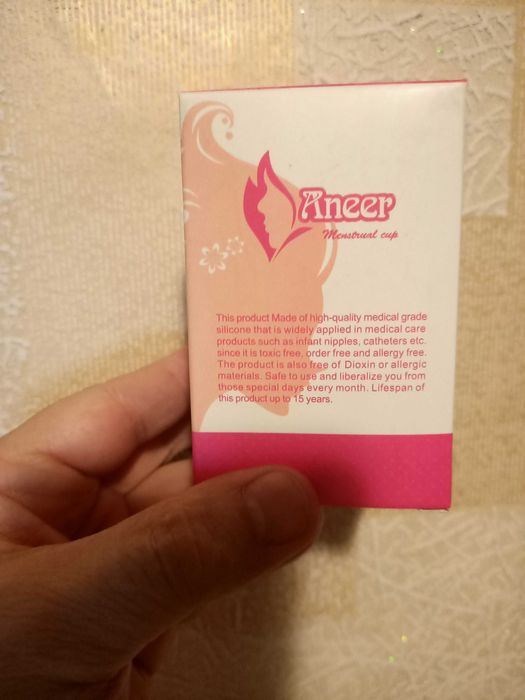 Aneer
Menstrual cup
This product Made of high-quality medical grade
silicone that is widely applied in medical care
products such as infant nipples, catheters etc.
since it is toxic free, order free and allergy free.
The product is also free of Dioxin or allergic
materials. Safe to use and liberalize you from
those special days every month. Lifespan of
this product up to 15 years.